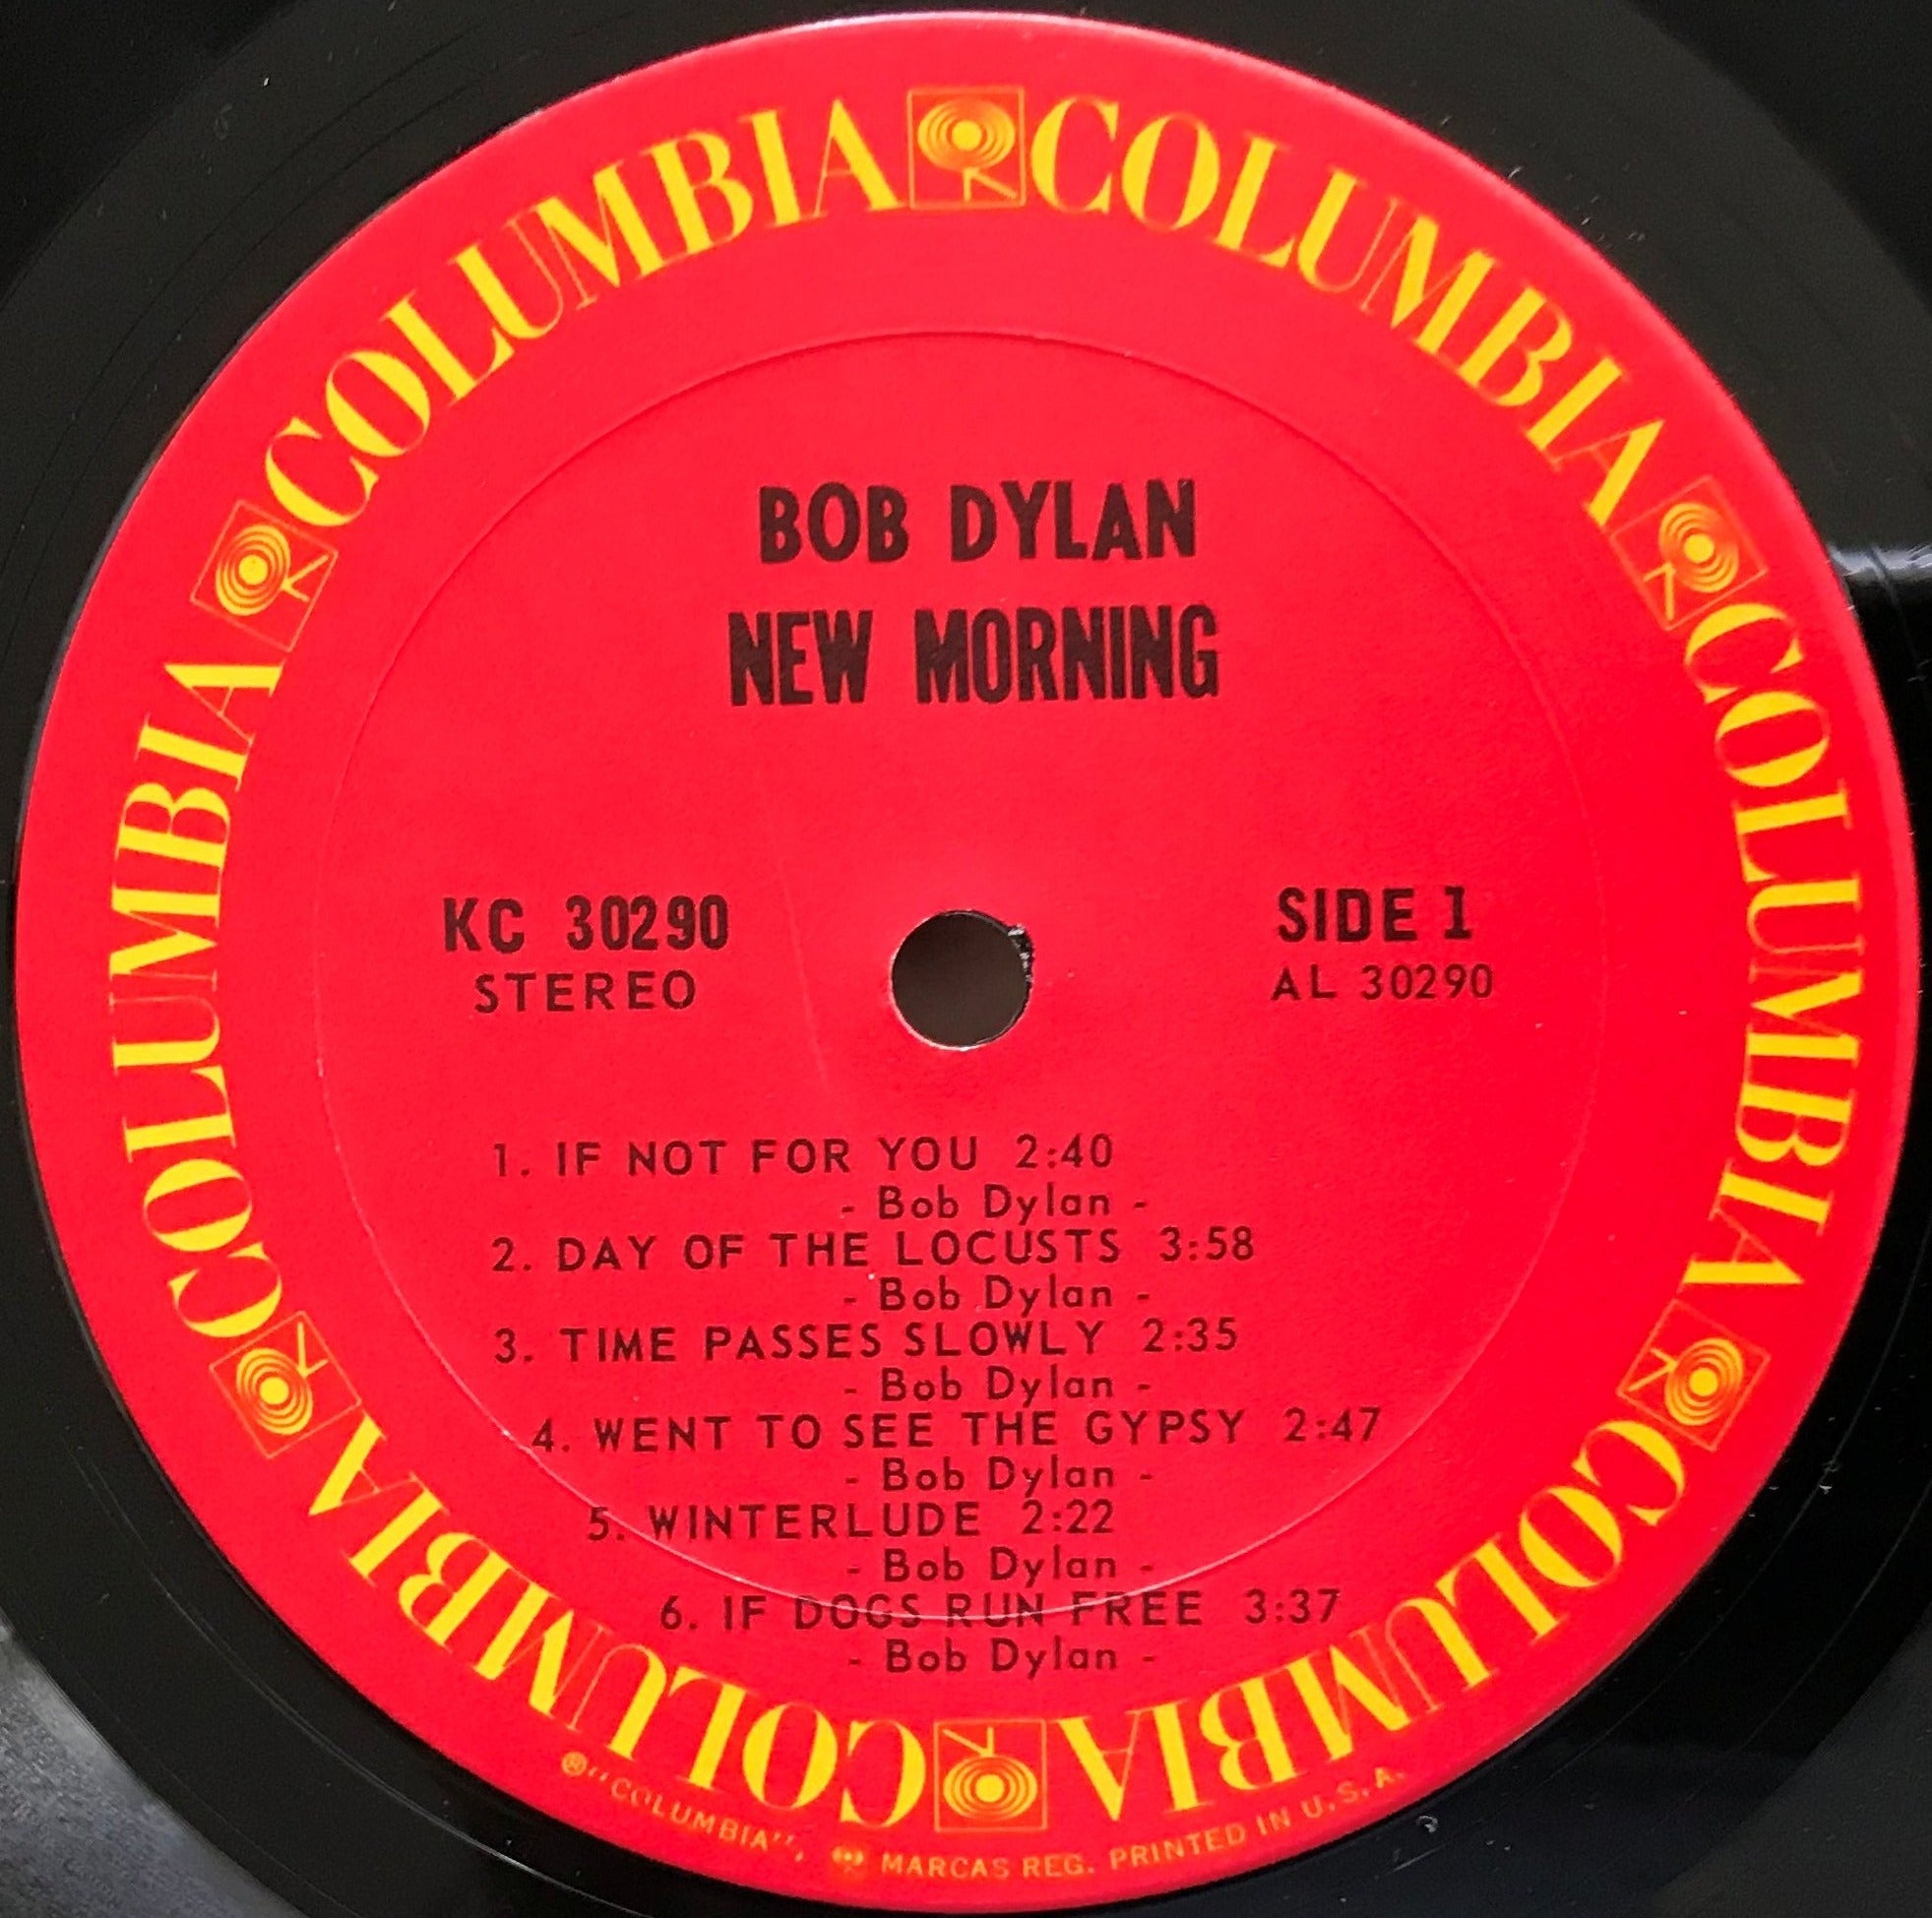 COLUMBIA COLUMBIA COLUMBIA COLUMBIA COLUMBIA COLUMBIA
BOB DYLAN
NEW MORNING
KC 30290
STEREO
SIDE 1
AL 30290
1. IF NOT FOR YOU 2:40
- Bob Dylan -
2. DAY OF THE LOCUSTS 3:58
- Bob Dylan -
3. TIME PASSES SLOWLY 2:35
- Bob Dylan -
4. WENT TO SEE THE GYPSY 2:47
- Bob Dylan -
5. WINTERLUDE 2:22
- Bob Dylan -
6. IF DOGS RUN FREE 3:37
- Bob Dylan -
®"COLUMBIA", MARCAS REG. PRINTED IN U.S.A.